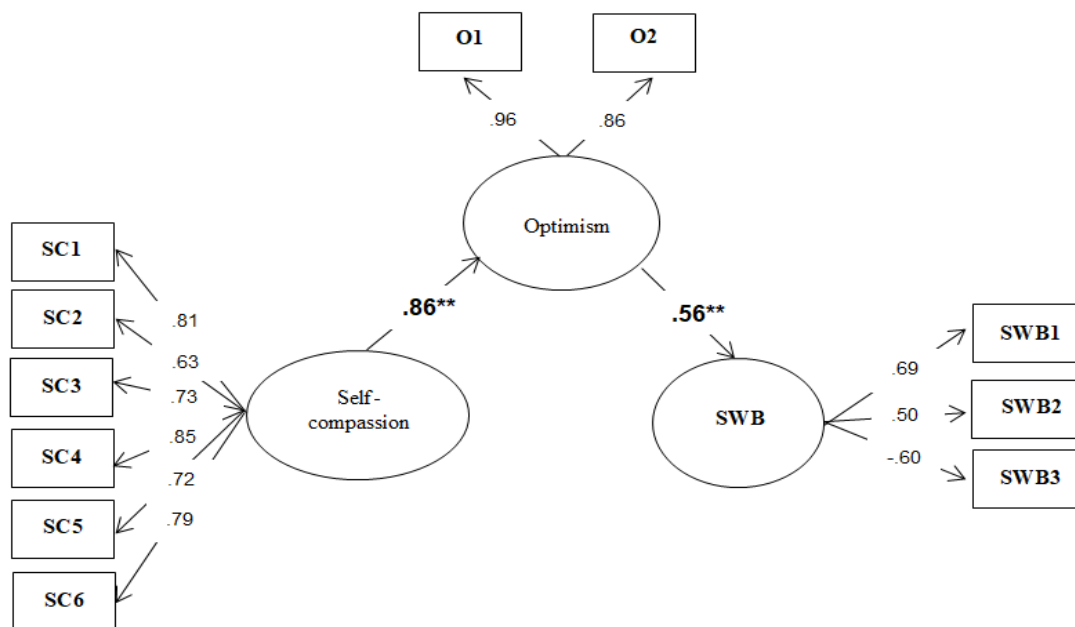 O1
O2
.96
.86
Optimism
SC1
SC2
SC3
SC4
SC5
SC6
.81
.63
.73
.85
.72
.79
Self-
compassion
.86**
.56**
SWB
.69
.50
-.60
SWB1
SWB2
SWB3